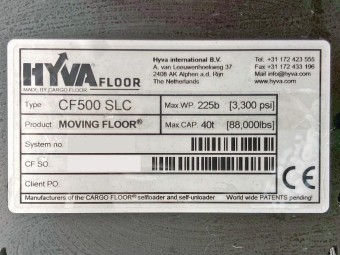 HYVA FLOOR
MADE BY CARGO FLOOR
Hyva international B.V.
A. van Leeuwenhoekweg 37
2408 AK Alphen a.d. Rijn
The Netherlands
Tel +31 172 423 555
Fax +31 172 433 196
Mail info@hyva.com
www.hyva.com
Type CF500 SLC Max.WP. 225b [3,300 psi]
Product: MOVING FLOOR® Max.CAP. 40t [88,000lbs]
System no
CF SO.
Client PO.
CE
Manufacturers of the CARGO FLOOR® selfloader and self-unloader World wide PATENTS pending!